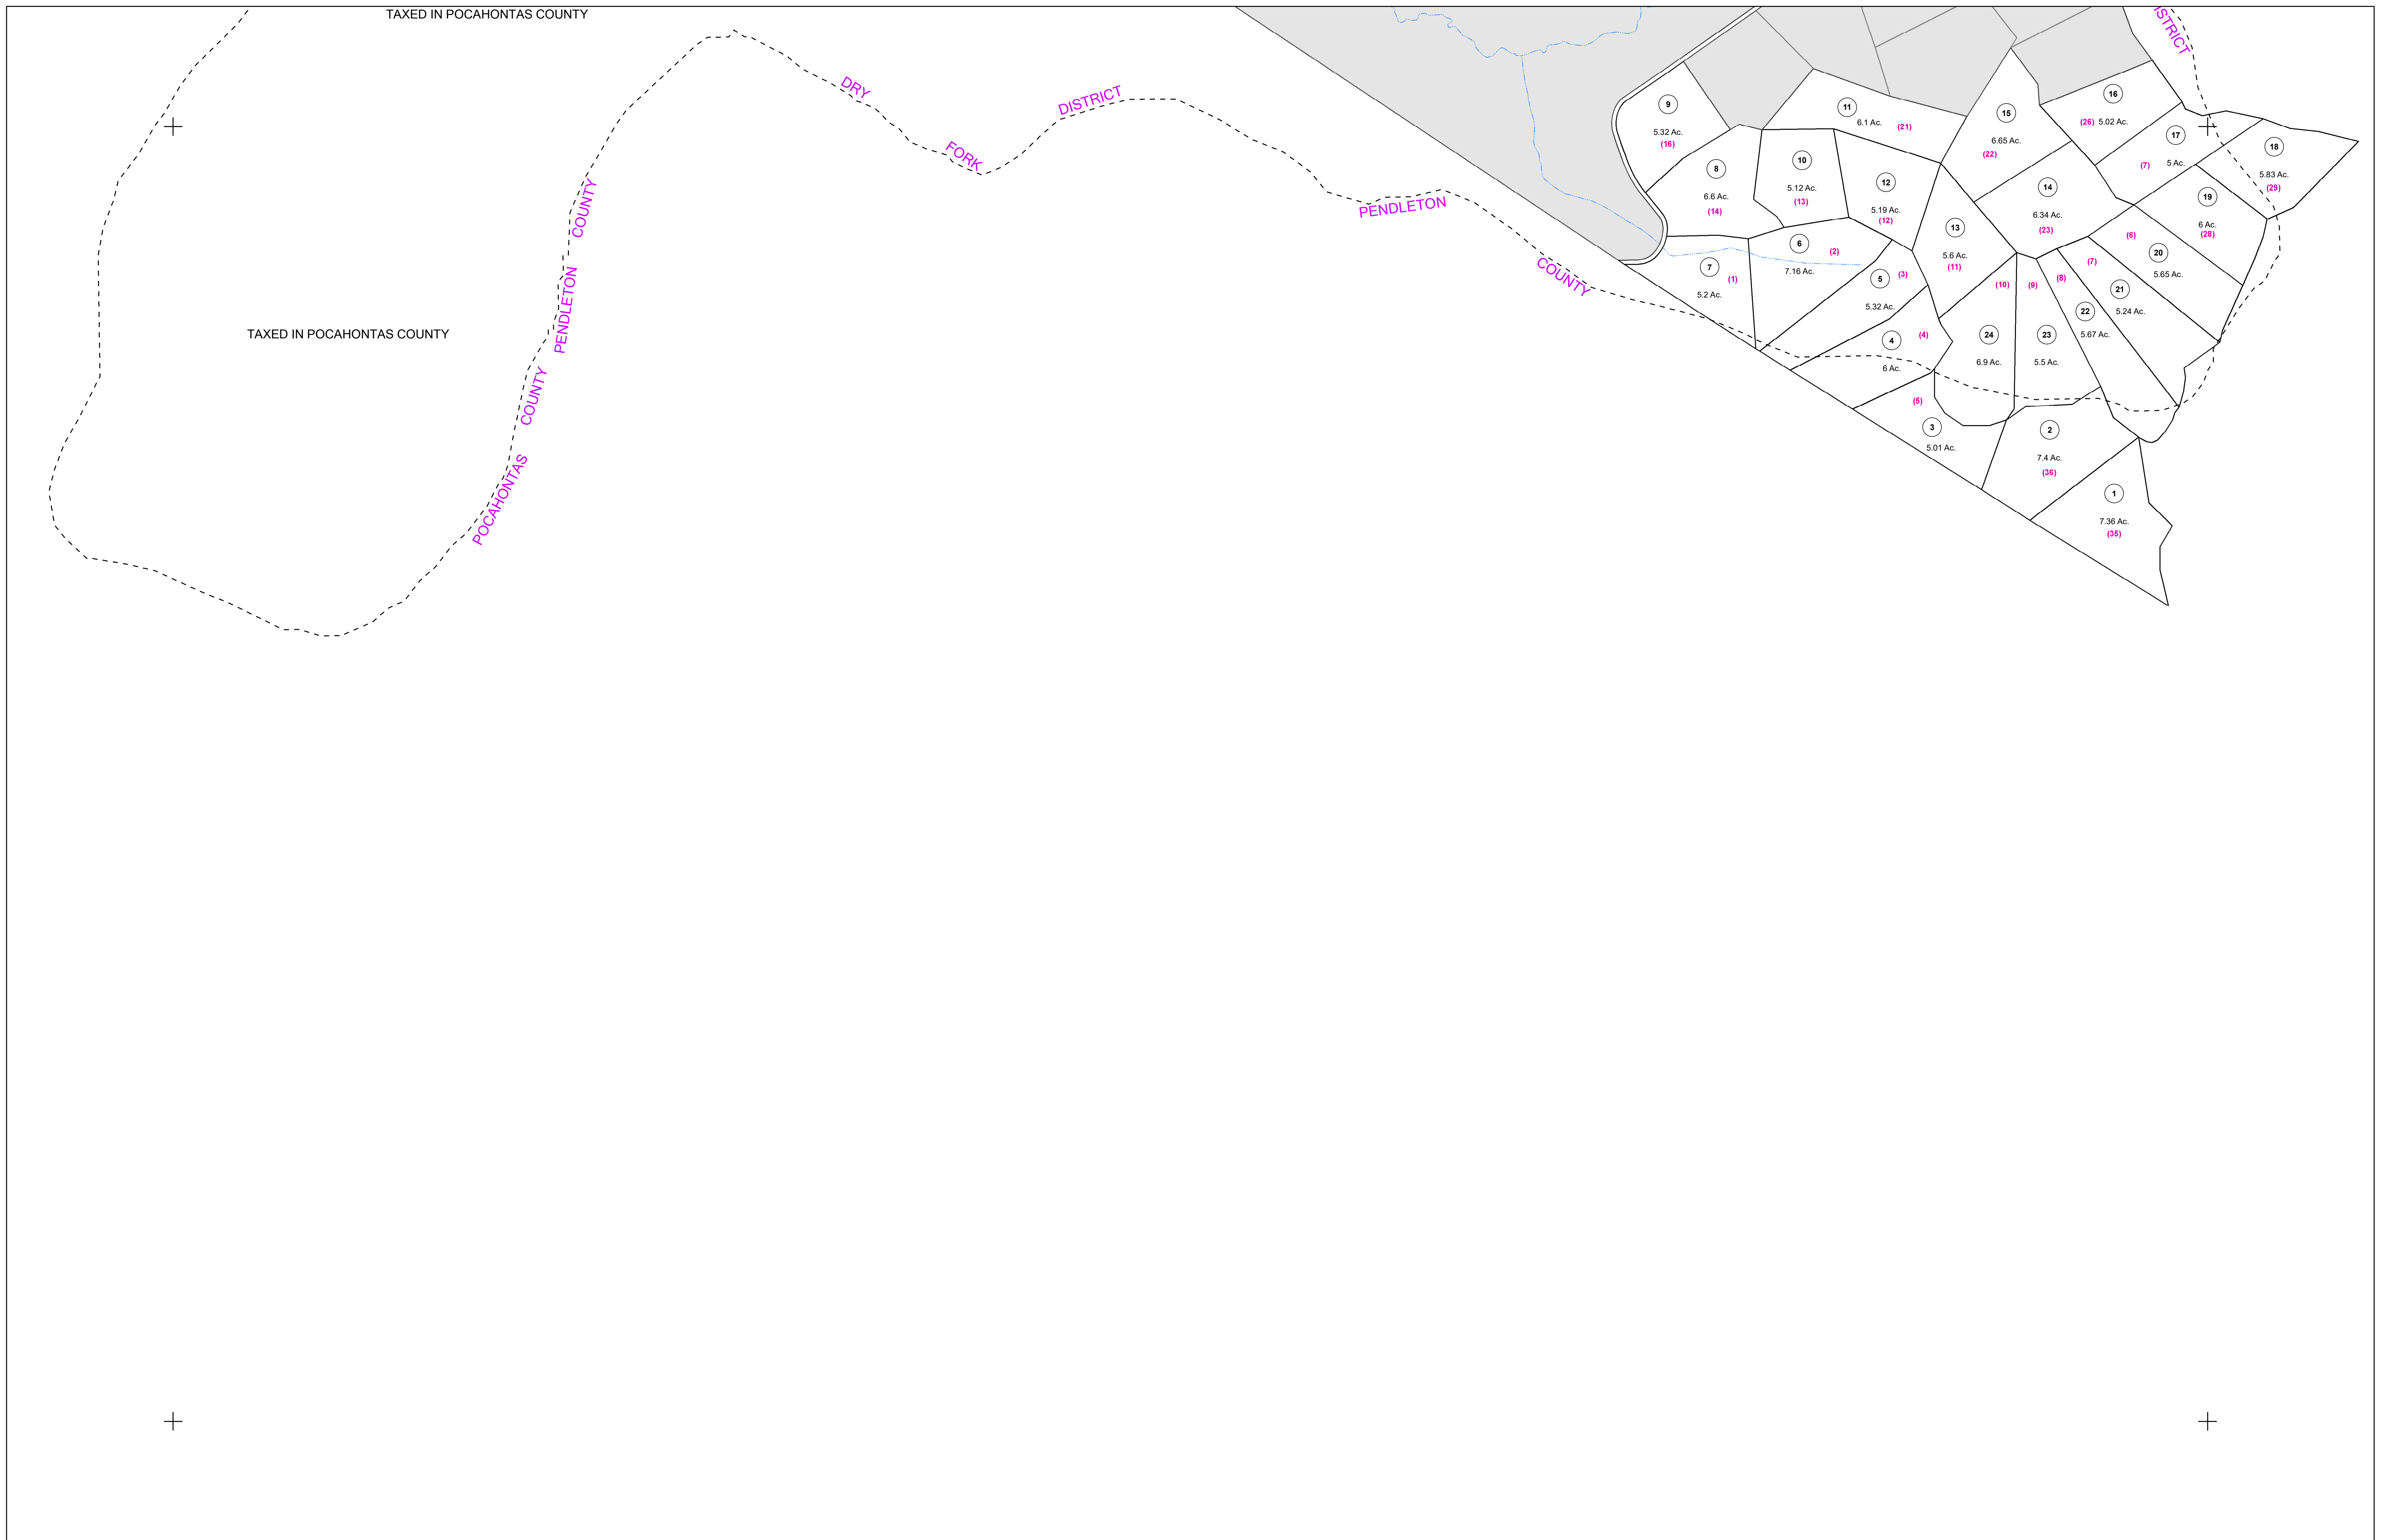 TAXED IN POCAHONTAS COUNTY
DRY
FORK
DISTRICT
PENDLETON
COUNTY
COUNTY
PENDLETON
COUNTY
POCAHONTAS
TAXED IN POCAHONTAS COUNTY
STRICT
9
5.32 Ac.
(16)
8
6.6 Ac.
(14)
11
6.1 Ac.
(21)
10
5.12 Ac.
(13)
12
5.19 Ac.
(12)
15
6.65 Ac.
(22)
16
(26) 5.02 Ac.
17
(7)
5 Ac.
18
5.83 Ac.
(29)
19
6 Ac.
(28)
14
6.34 Ac.
(23)
13
5.6 Ac.
(11)
6
(2)
7.16 Ac.
7
(1)
5.2 Ac.
5
(3)
5.32 Ac.
4
(4)
6 Ac.
(6)
20
5.65 Ac.
(7)
21
5.24 Ac.
(8)
22
5.67 Ac.
(9)
23
5.5 Ac.
(10)
24
6.9 Ac.
(5)
3
5.01 Ac.
2
7.4 Ac.
(36)
1
7.36 Ac.
(35)